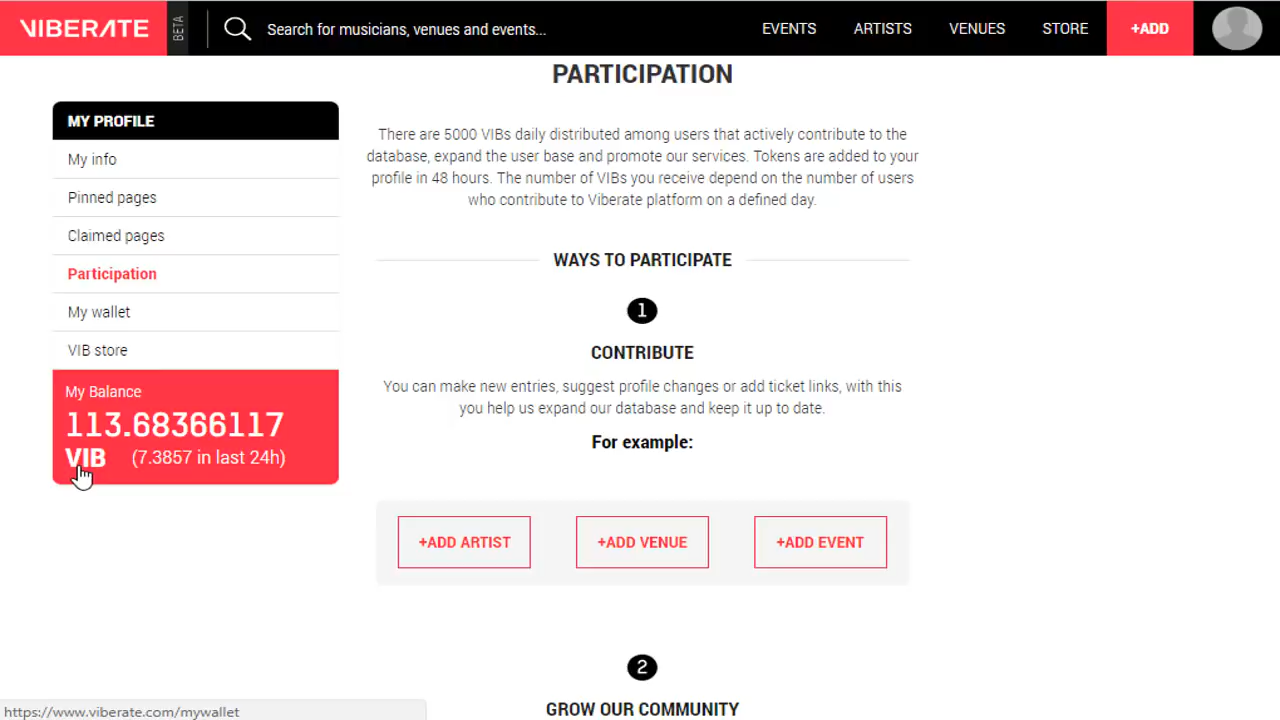 VIBERATE
BETA
Search for musicians, venues and events...
EVENTS
ARTISTS
VENUES
STORE
+ADD
PARTICIPATION
MY PROFILE
My info
Pinned pages
Claimed pages
Participation
My wallet
VIB store
My Balance
113.68366117
VIB (7.3857 in last 24h)
There are 5000 VIBs daily distributed among users that actively contribute to the
database, expand the user base and promote our services. Tokens are added to your
profile in 48 hours. The number of VIBs you receive depend on the number of users
who contribute to Viberate platform on a defined day.
WAYS TO PARTICIPATE
1
CONTRIBUTE
You can make new entries, suggest profile changes or add ticket links, with this
you help us expand our database and keep it up to date.
For example:
+ADD ARTIST
+ADD VENUE
+ADD EVENT
2
GROW OUR COMMUNITY
https://www.viberate.com/mywallet